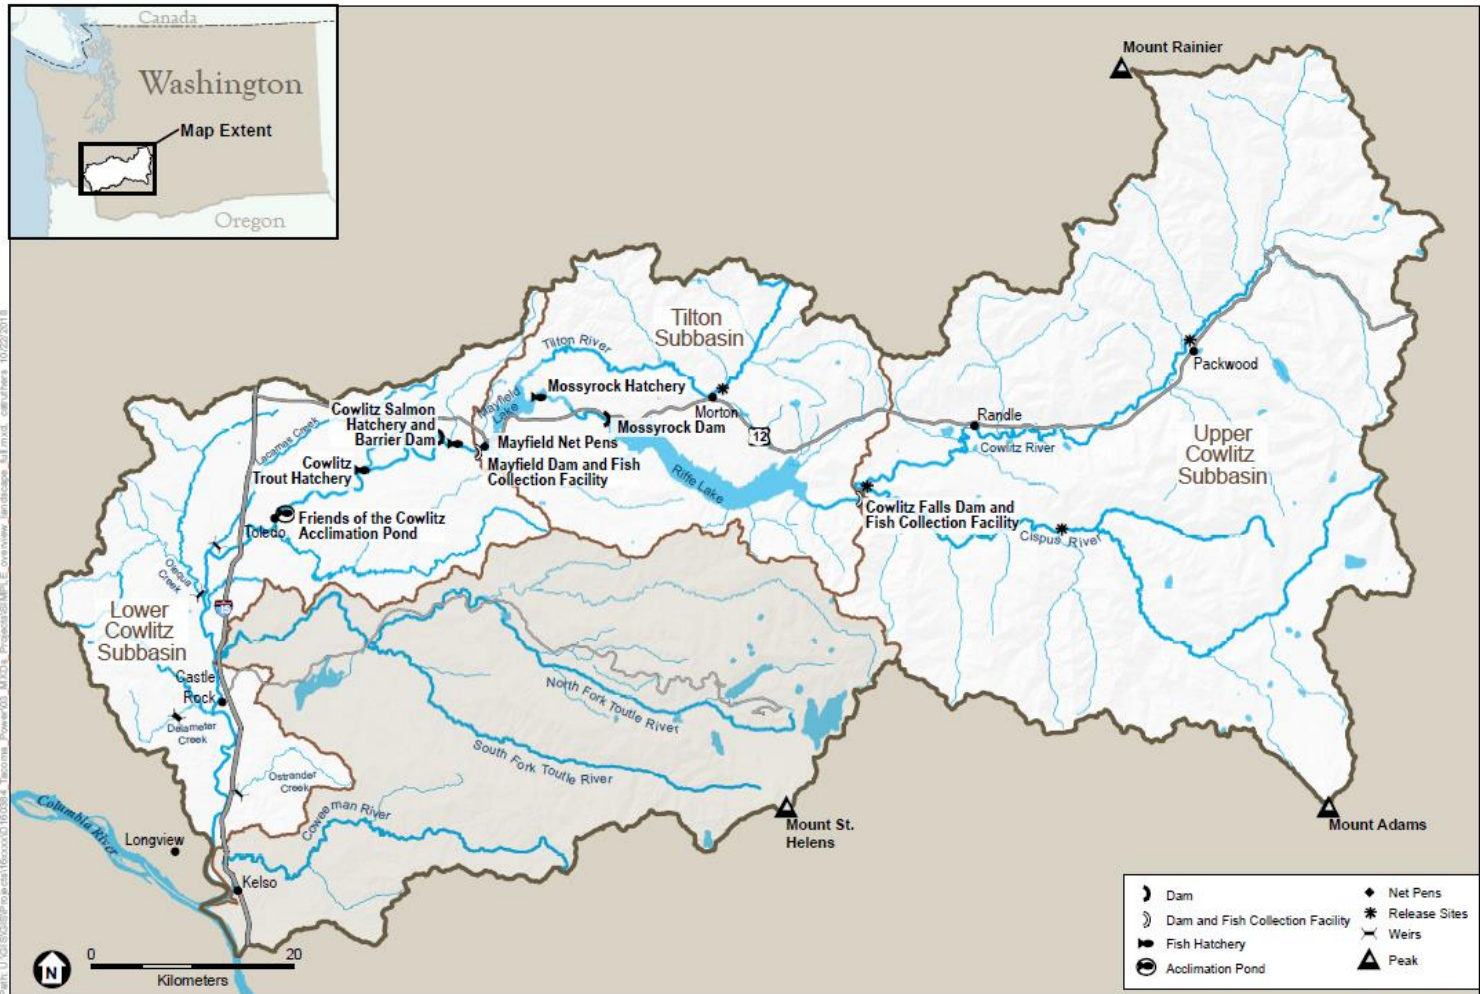 Canada
Washington
Map Extent
Oregon
Mount Rainier
Tilton
Subbasin
Tilton River
Packwood
Mossyrock Hatchery
Mayfield
Lake
Morton
Mossyrock Dam
12
Randle
Cowlitz River
Upper
Cowlitz
Subbasin
Cowlitz Salmon
Hatchery and
Barrier Dam
Lacamas Creek
Mayfield Net Pens
Mayfield Dam and Fish
Collection Facility
Cowlitz
Trout Hatchery
Riffe Lake
Cowlitz Falls Dam and
Fish Collection Facility
Cispus River
Friends of the Cowlitz
Acclimation Pond
Toledo
Olequa
Creek
Lower
Cowlitz
Subbasin
Castle
Rock
Delameter
Creek
North Fork Toutle River
South Fork Toutle River
Ostrander
Creek
Coweeman River
Columbia River
Longview
Kelso
Mount St.
Helens
Mount Adams
N
0 20
Kilometers
Dam
Dam and Fish Collection Facility
Fish Hatchery
Acclimation Pond
Net Pens
Release Sites
Weirs
Peak